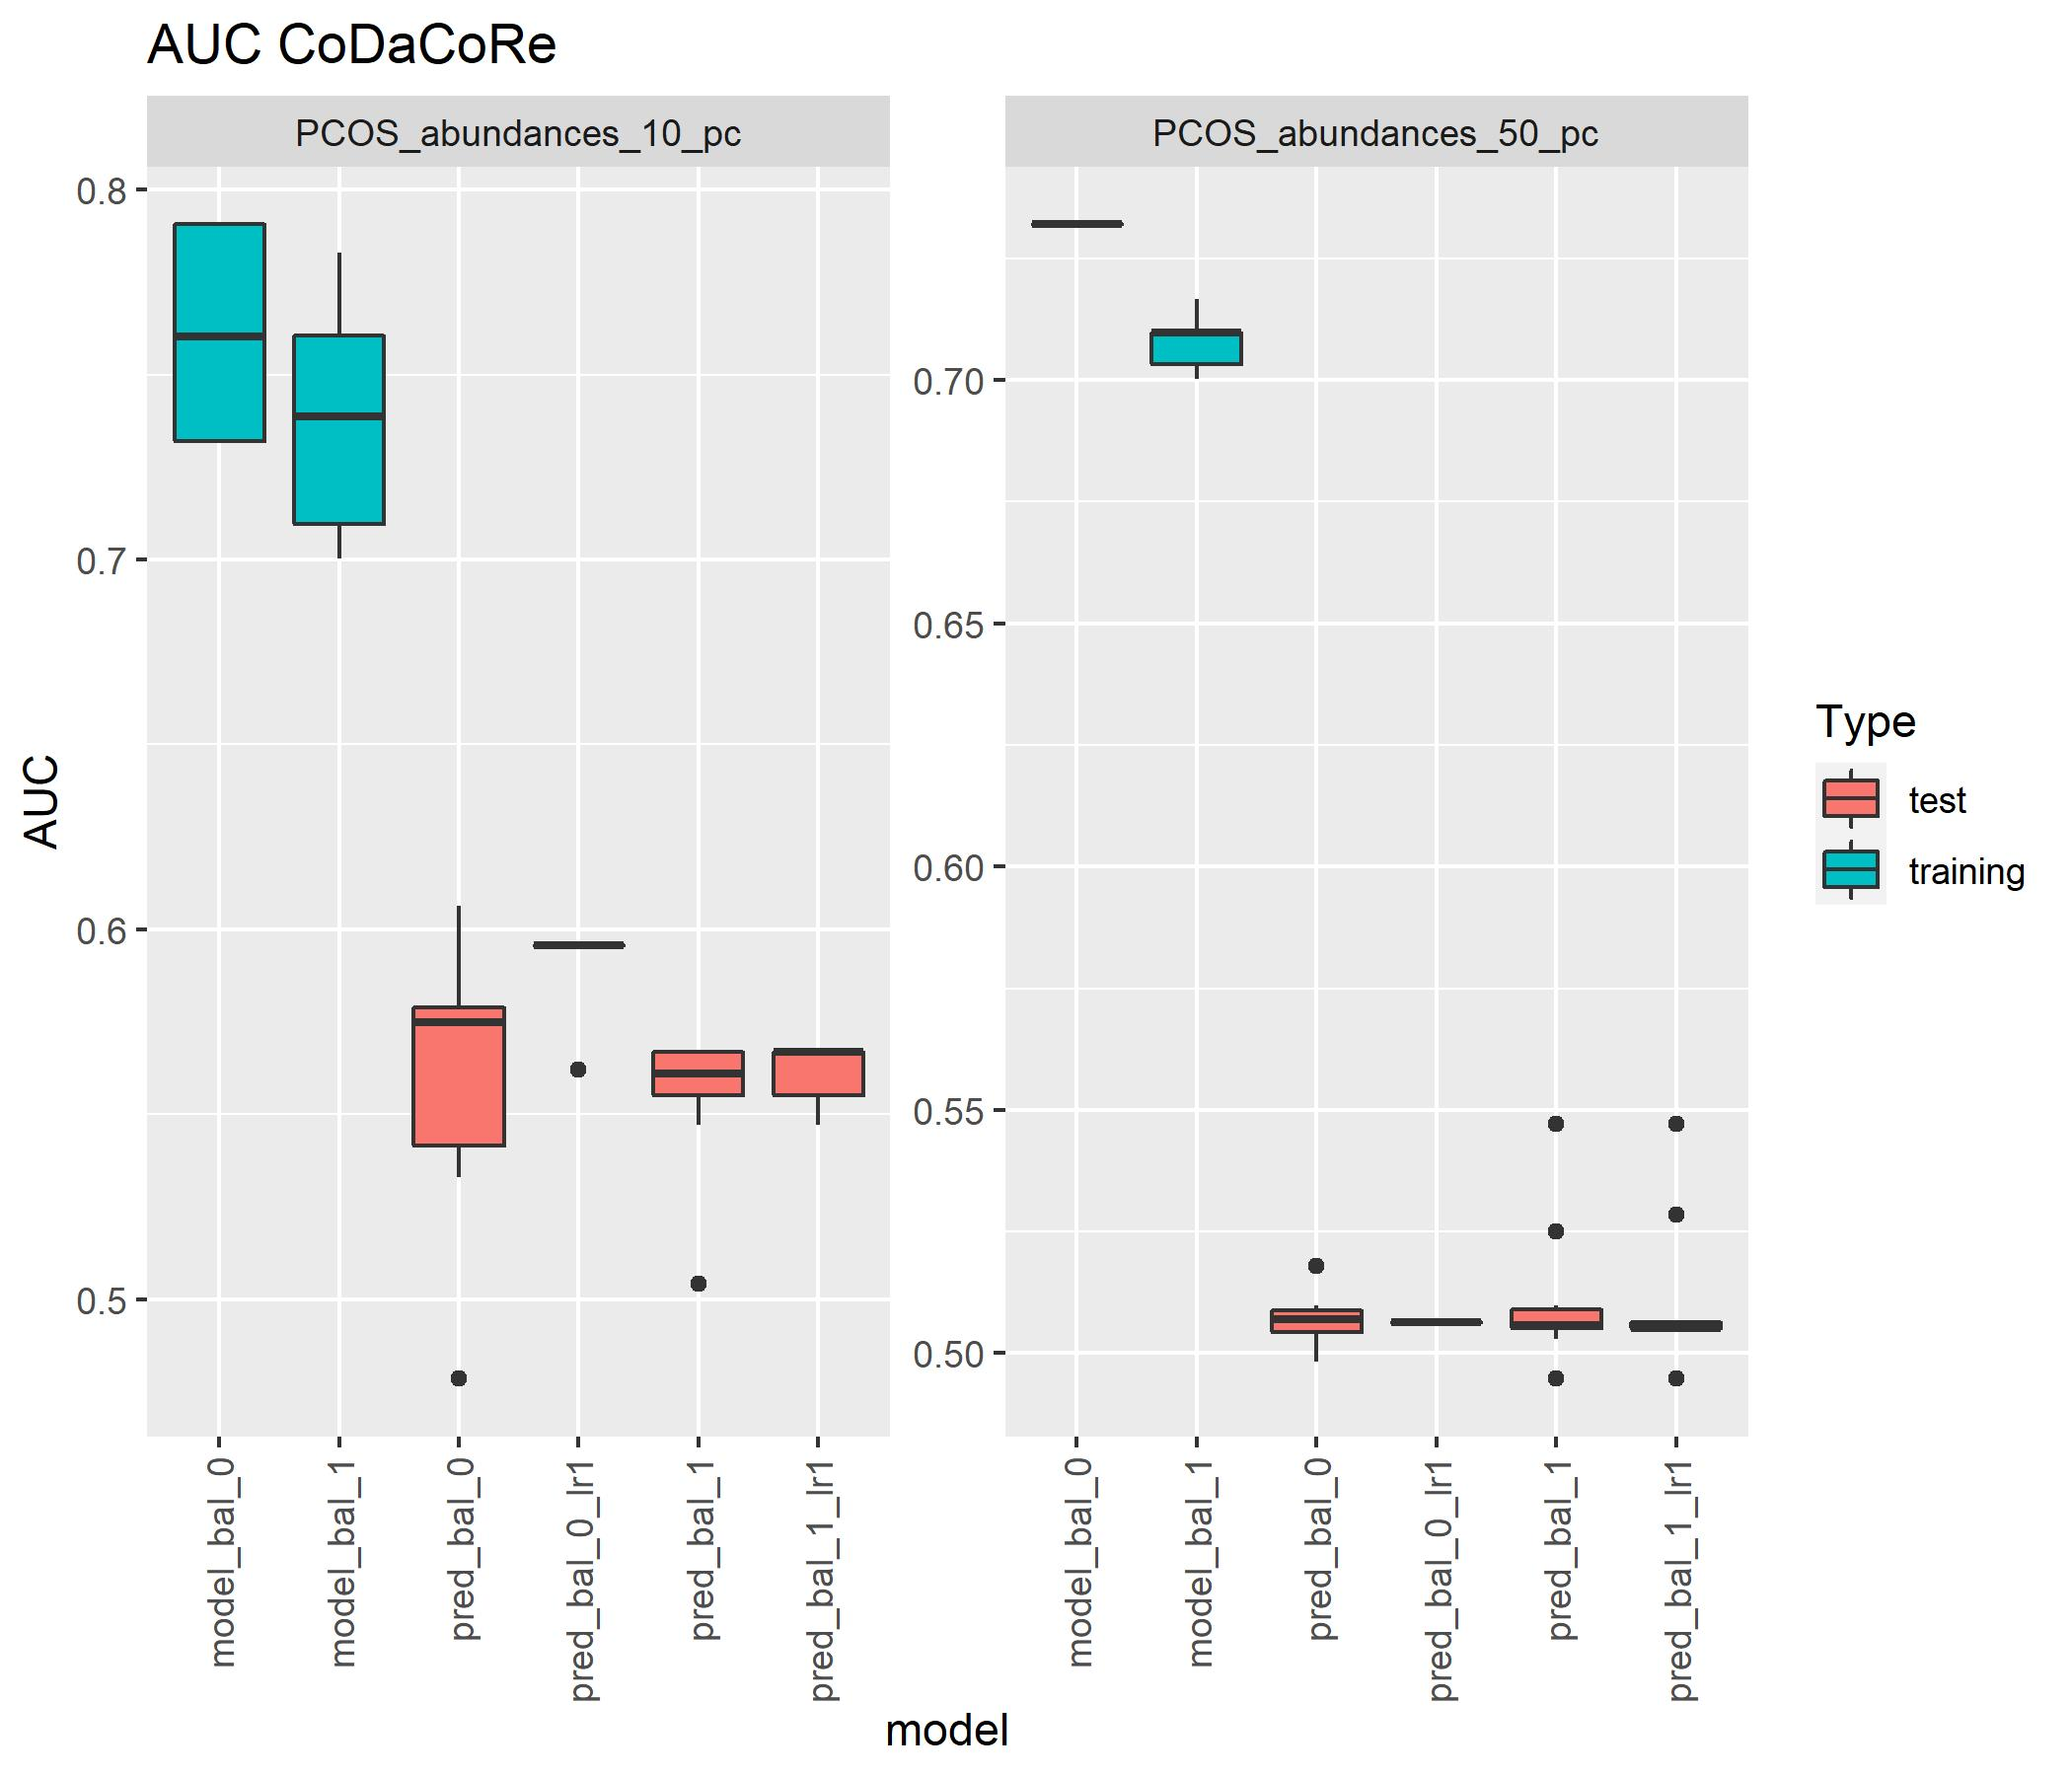 AUC CoDaCoRe
PCOS_abundances_10_pc
PCOS_abundances_50_pc
AUC
0.8
0.7
0.6
0.5
0.70
0.65
0.60
0.55
0.50
model_bal_0
model_bal_1
pred_bal_0
pred_bal_0_lr1
pred_bal_1
pred_bal_1_lr1
model_bal_0
model_bal_1
pred_bal_0
pred_bal_0_lr1
pred_bal_1
pred_bal_1_lr1
model
Type
test
training